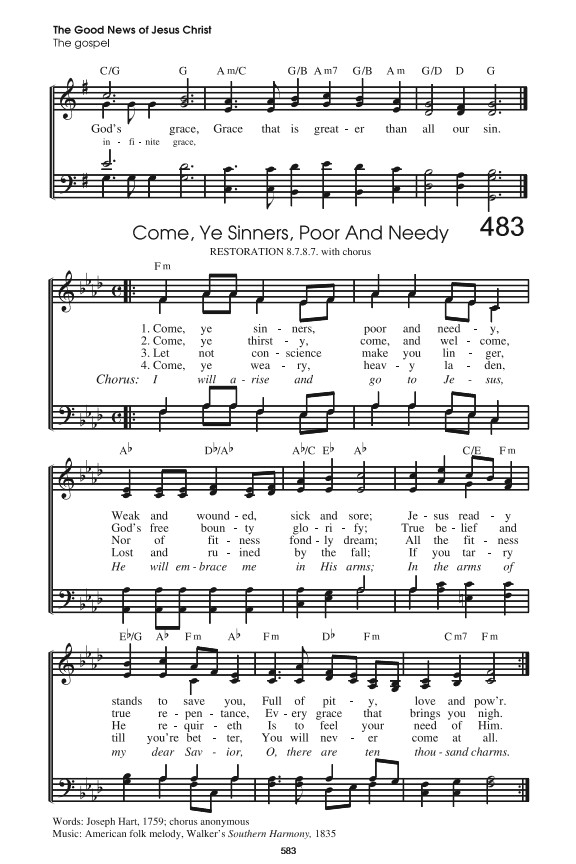 The Good News of Jesus Christ
The gospel
C/G G Am/C G/B Am7 G/B Am G/D D G
God's grace, Grace that is great - er than all our sin.
in - fi - nite grace,
Come, Ye Sinners, Poor And Needy 483
RESTORATION 8.7.8.7. with chorus
Fm
1. Come, ye sin - ners, poor and need - y,
2. Come, ye thirst - y, come, and wel - come,
3. Let not con - science make you lin - ger,
4. Come, ye wea - ry, heav - y la - den,
Chorus: I will a - rise and go to Je - sus,
A♭ D♭/A♭ A♭/C E♭ A♭ C/E Fm
Weak and wound - ed, sick and sore; Je - sus read - y
God's free boun - ty glo - ri - fy; True be - lief and
Nor of fit - ness fond - ly dream; All the fit - ness
Lost and ru - ined by the fall; If you tar - ry
He will em - brace me in His arms; In the arms of
E♭/G A♭ Fm A♭ Fm D♭ Fm Cm7 Fm
stands to save you, Full of pit - y, love and pow'r.
true re - pen - tance, Ev - ery grace that brings you nigh.
He re - quir - eth Is to feel your need of Him.
till you're bet - ter, You will nev - er come at all.
my dear Sav - ior, O, there are ten thou - sand charms.
Words: Joseph Hart, 1759; chorus anonymous
Music: American folk melody, Walker's Southern Harmony, 1835
583